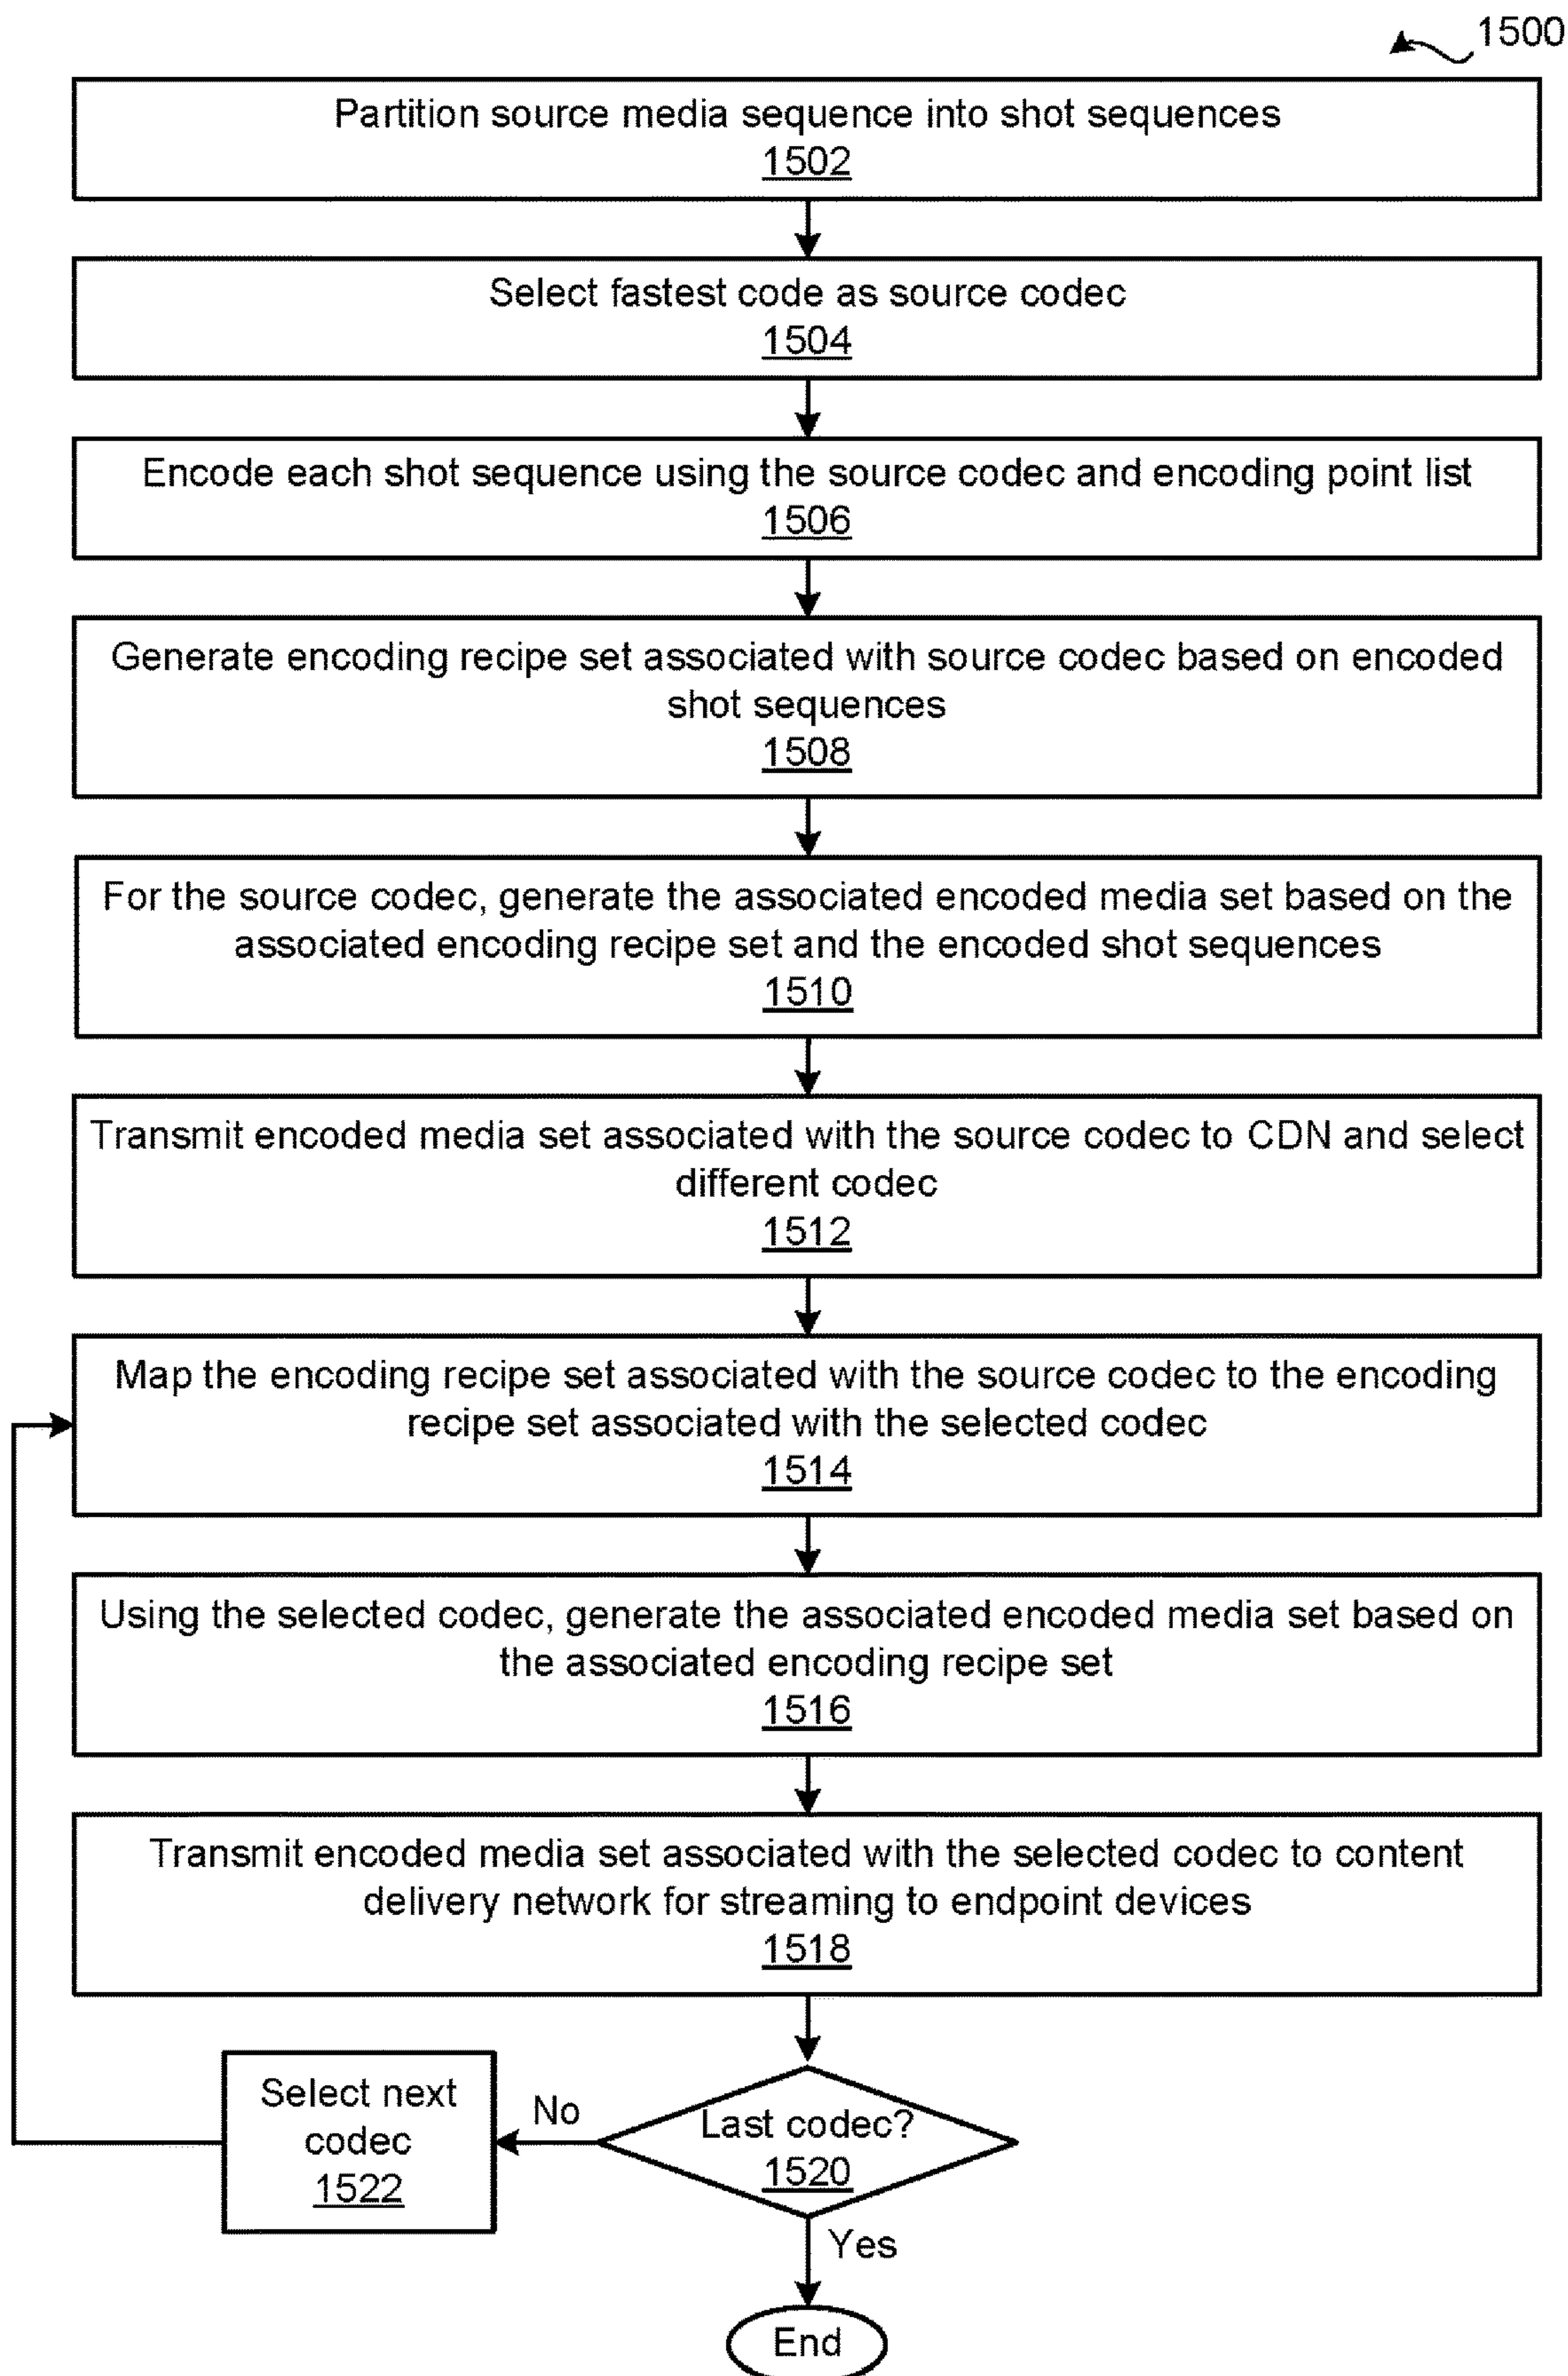 1500
Partition source media sequence into shot sequences
1502
Select fastest code as source codec
1504
Encode each shot sequence using the source codec and encoding point list
1506
Generate encoding recipe set associated with source codec based on encoded
shot sequences
1508
For the source codec, generate the associated encoded media set based on the
associated encoding recipe set and the encoded shot sequences
1510
Transmit encoded media set associated with the source codec to CDN and select
different codec
1512
Map the encoding recipe set associated with the source codec to the encoding
recipe set associated with the selected codec
1514
Using the selected codec, generate the associated encoded media set based on
the associated encoding recipe set
1516
Transmit encoded media set associated with the selected codec to content
delivery network for streaming to endpoint devices
1518
Last codec?
1520
No
Select next
codec
1522
Yes
End